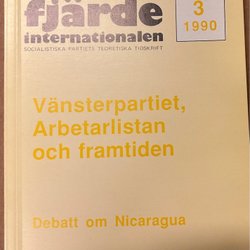 fjärde
internationalen
SOCIALISTISKA PARTIETS TEORETISKA TIDSKRIFT
3
1990
Vänsterpartiet,
Arbetarlistan
och framtiden
Debatt om Nicaragua